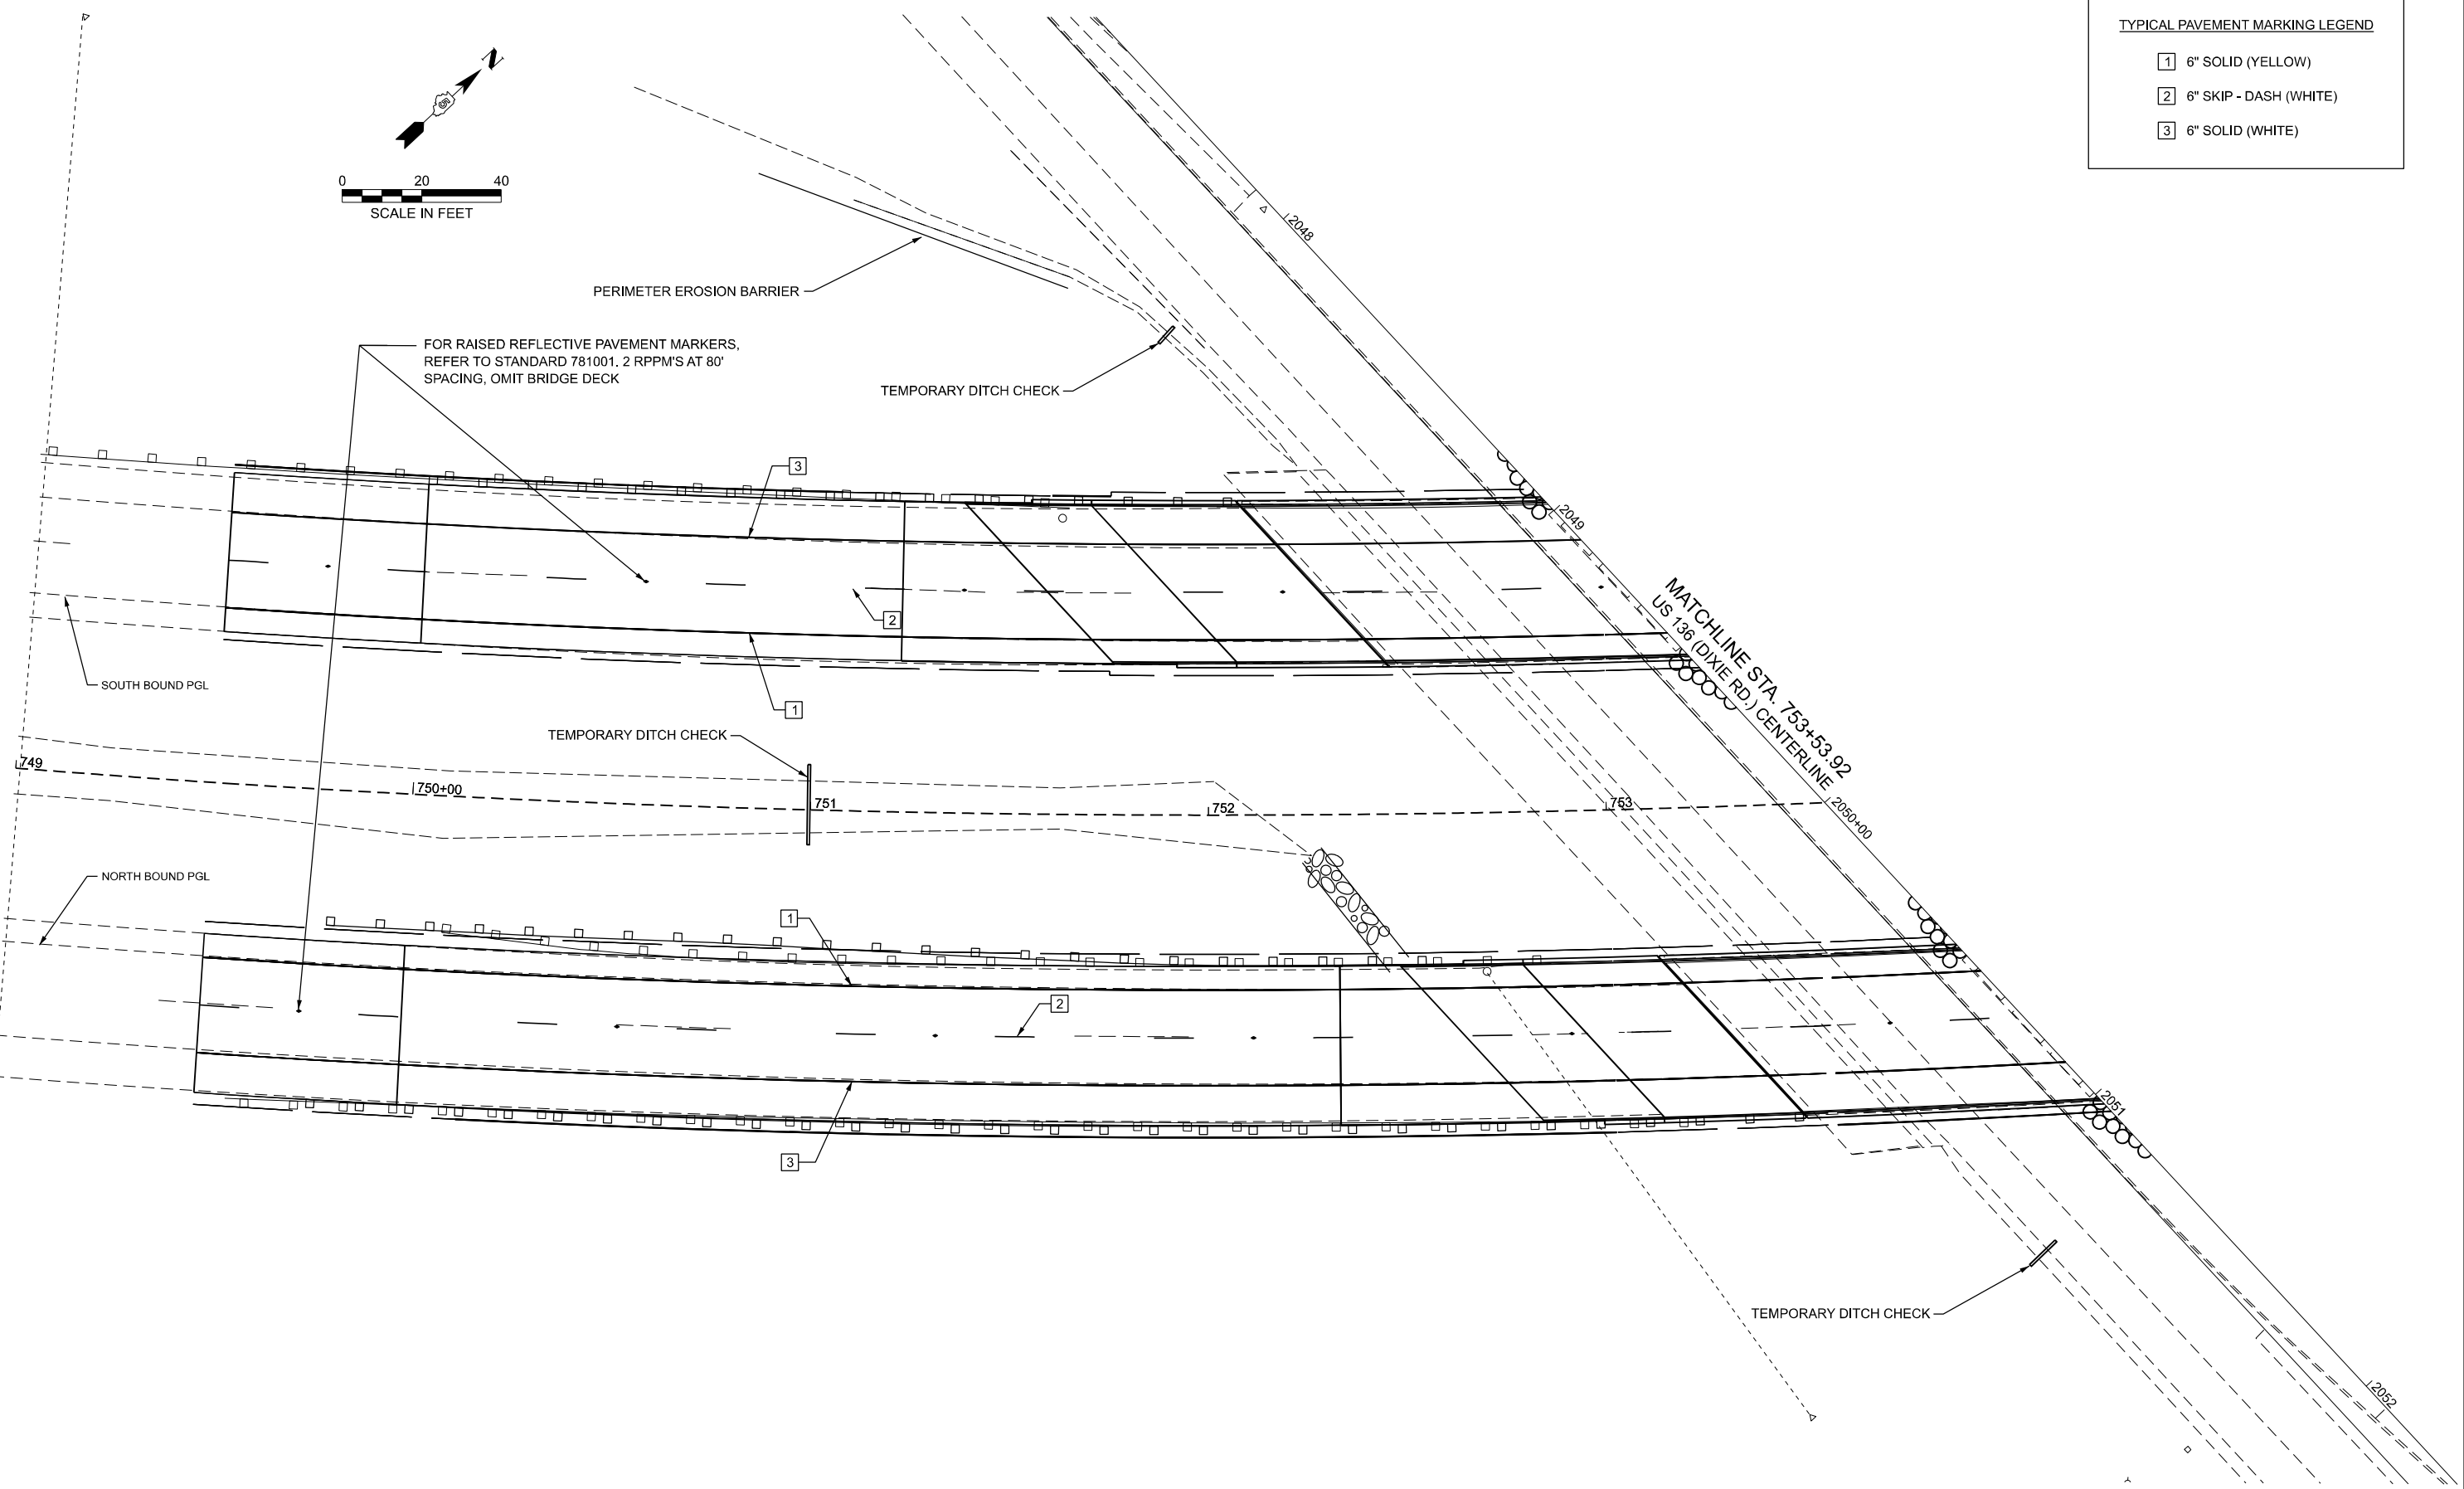 TYPICAL PAVEMENT MARKING LEGEND
1 6" SOLID (YELLOW)
2 6" SKIP - DASH (WHITE)
3 6" SOLID (WHITE)
N
0 20 40
SCALE IN FEET
2048
PERIMETER EROSION BARRIER
FOR RAISED REFLECTIVE PAVEMENT MARKERS,
REFER TO STANDARD 781001, 2 RPPM'S AT 80'
SPACING, OMIT BRIDGE DECK
TEMPORARY DITCH CHECK
3
2049
2
MATCHLINE STA. 753+53.92
US 136 (DIXIE RD.) CENTERLINE
SOUTH BOUND PGL
1
TEMPORARY DITCH CHECK
749
750+00
751
752
753
2050+00
NORTH BOUND PGL
1
2
3
2051
TEMPORARY DITCH CHECK
2052